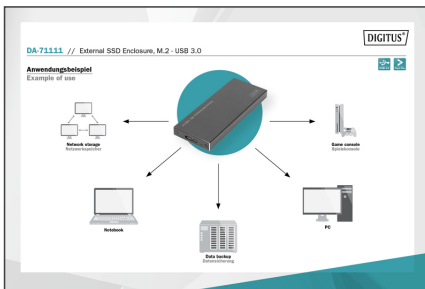 DIGITUS®
DA-71111 // External SSD Enclosure, M.2 - USB 3.0
Anwendungsbeispiel
Example of use
Network storage
Netzwerkspeicher
Game console
Spielekonsole
Notebook
Data backup
Datensicherung
PC